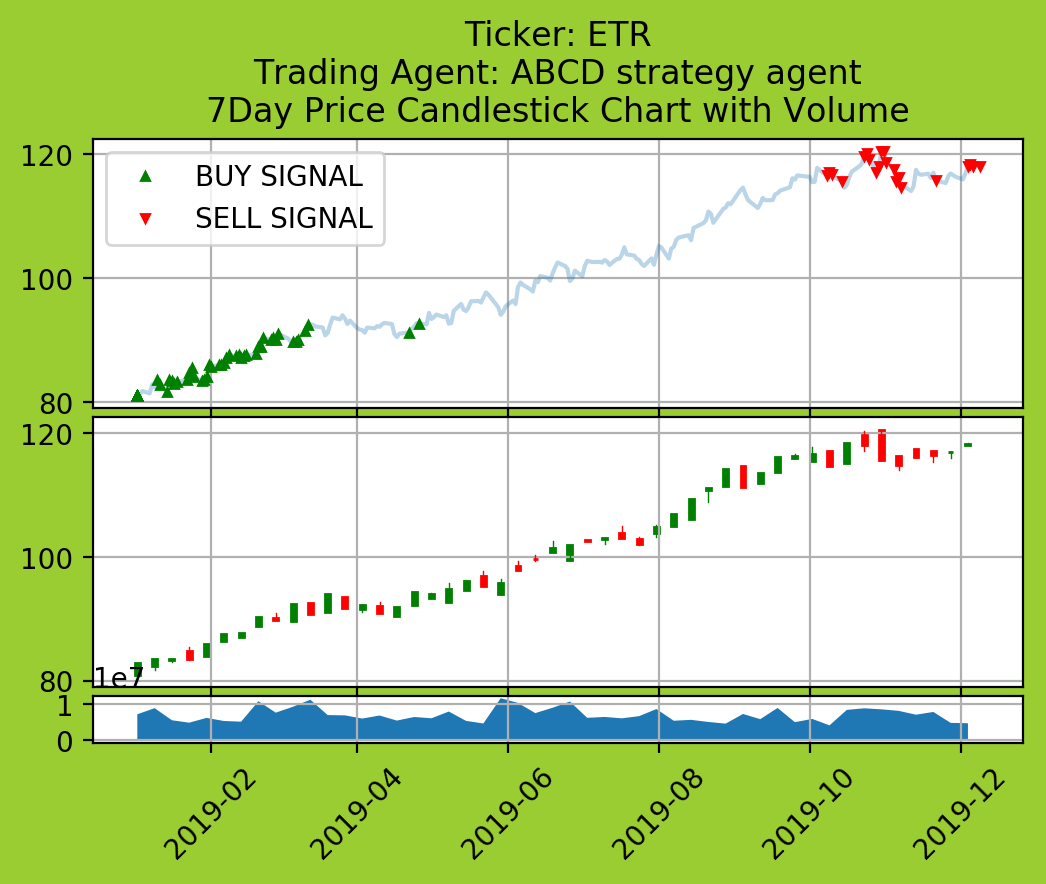 Ticker: ETR
Trading Agent: ABCD strategy agent
7Day Price Candlestick Chart with Volume
120
100
80
BUY SIGNAL
SELL SIGNAL
120
100
80
1e7
1
0
2019-02
2019-04
2019-06
2019-08
2019-10
2019-12